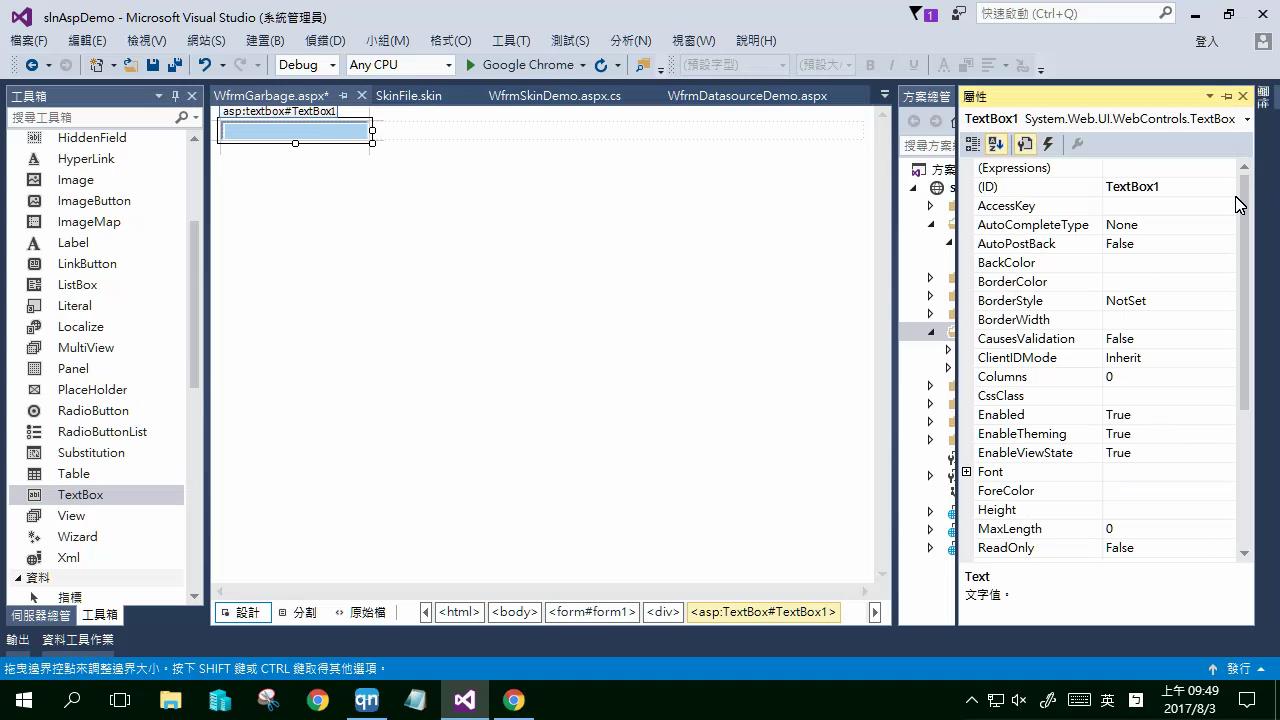 slnAspDemo - Microsoft Visual Studio (系統管理員)
1
快速啟動 (Ctrl+Q)
檔案(F) 編輯(E) 檢視(V) 網站(S) 建置(B) 偵錯(D) 小組(M) 格式(O) 工具(T) 測試(S) 分析(N) 視窗(W) 說明(H)
登入
Debug Any CPU Google Chrome (預設字型) (預設大小) B I U
工具箱
搜尋工具箱
HiddenField
HyperLink
Image
ImageButton
ImageMap
Label
LinkButton
ListBox
Literal
Localize
MultiView
Panel
PlaceHolder
RadioButton
RadioButtonList
Substitution
Table
TextBox
View
Wizard
Xml
資料
指標
伺服器總管 工具箱
WfrmGarbage.aspx* SkinFile.skin WfrmSkinDemo.aspx.cs WfrmDatasourceDemo.aspx
asp:textbox#TextBox1
設計 分割 原始檔 <html> <body> <form#form1> <div> <asp:TextBox#TextBox1>
方案總管
搜尋方案
方案
屬性
TextBox1 System.Web.UI.WebControls.TextBox
(Expressions)
(ID) TextBox1
AccessKey
AutoCompleteType None
AutoPostBack False
BackColor
BorderColor
BorderStyle NotSet
BorderWidth
CausesValidation False
ClientIDMode Inherit
Columns 0
CssClass
Enabled True
EnableTheming True
EnableViewState True
Font
ForeColor
Height
MaxLength 0
ReadOnly False
Text
文字值。
輸出 資料工具作業
拖曳邊界控點來調整邊界大小。按下 SHIFT 鍵或 CTRL 鍵取得其他選項。
發行
qn
英
上午 09:49
2017/8/3